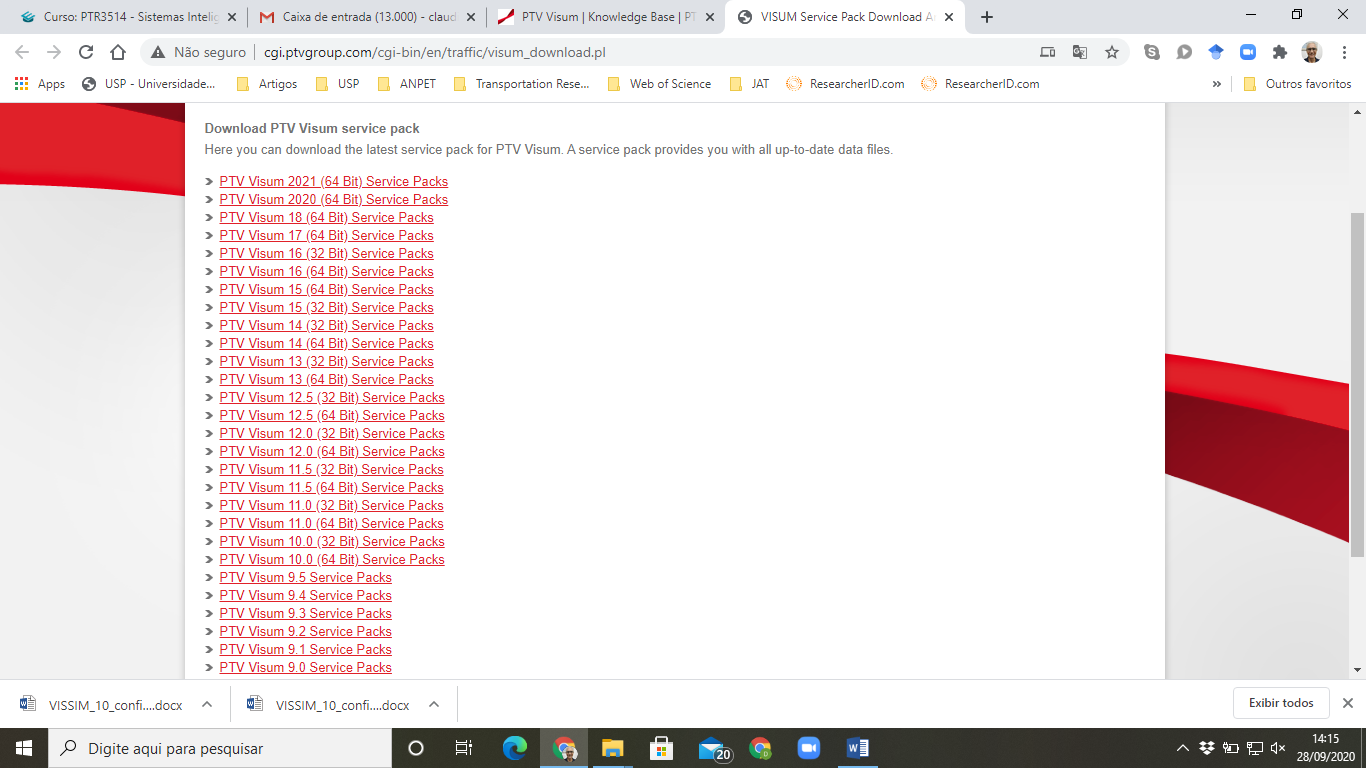 Curso: PTR3514 - Sistemas Intelig
Caixa de entrada (13.000) - claud
PTV Visum | Knowledge Base | PT
VISUM Service Pack Download A
Não seguro
cgi.ptvgroup.com/cgi-bin/en/traffic/visum_download.pl
Apps
USP - Universidade...
Artigos
USP
ANPET
Transportation Rese...
Web of Science
JAT
ResearcherID.com
ResearcherID.com
»
Outros favoritos
Download PTV Visum service pack
Here you can download the latest service pack for PTV Visum. A service pack provides you with all up-to-date data files.
PTV Visum 2021 (64 Bit) Service Packs
PTV Visum 2020 (64 Bit) Service Packs
PTV Visum 18 (64 Bit) Service Packs
PTV Visum 17 (64 Bit) Service Packs
PTV Visum 16 (32 Bit) Service Packs
PTV Visum 16 (64 Bit) Service Packs
PTV Visum 15 (64 Bit) Service Packs
PTV Visum 15 (32 Bit) Service Packs
PTV Visum 14 (32 Bit) Service Packs
PTV Visum 14 (64 Bit) Service Packs
PTV Visum 13 (32 Bit) Service Packs
PTV Visum 13 (64 Bit) Service Packs
PTV Visum 12.5 (32 Bit) Service Packs
PTV Visum 12.5 (64 Bit) Service Packs
PTV Visum 12.0 (32 Bit) Service Packs
PTV Visum 12.0 (64 Bit) Service Packs
PTV Visum 11.5 (32 Bit) Service Packs
PTV Visum 11.5 (64 Bit) Service Packs
PTV Visum 11.0 (32 Bit) Service Packs
PTV Visum 11.0 (64 Bit) Service Packs
PTV Visum 10.0 (32 Bit) Service Packs
PTV Visum 10.0 (64 Bit) Service Packs
PTV Visum 9.5 Service Packs
PTV Visum 9.4 Service Packs
PTV Visum 9.3 Service Packs
PTV Visum 9.2 Service Packs
PTV Visum 9.1 Service Packs
PTV Visum 9.0 Service Packs
VISSIM_10_confi....docx
VISSIM_10_confi....docx
Exibir todos
Digite aqui para pesquisar
20
14:15
28/09/2020